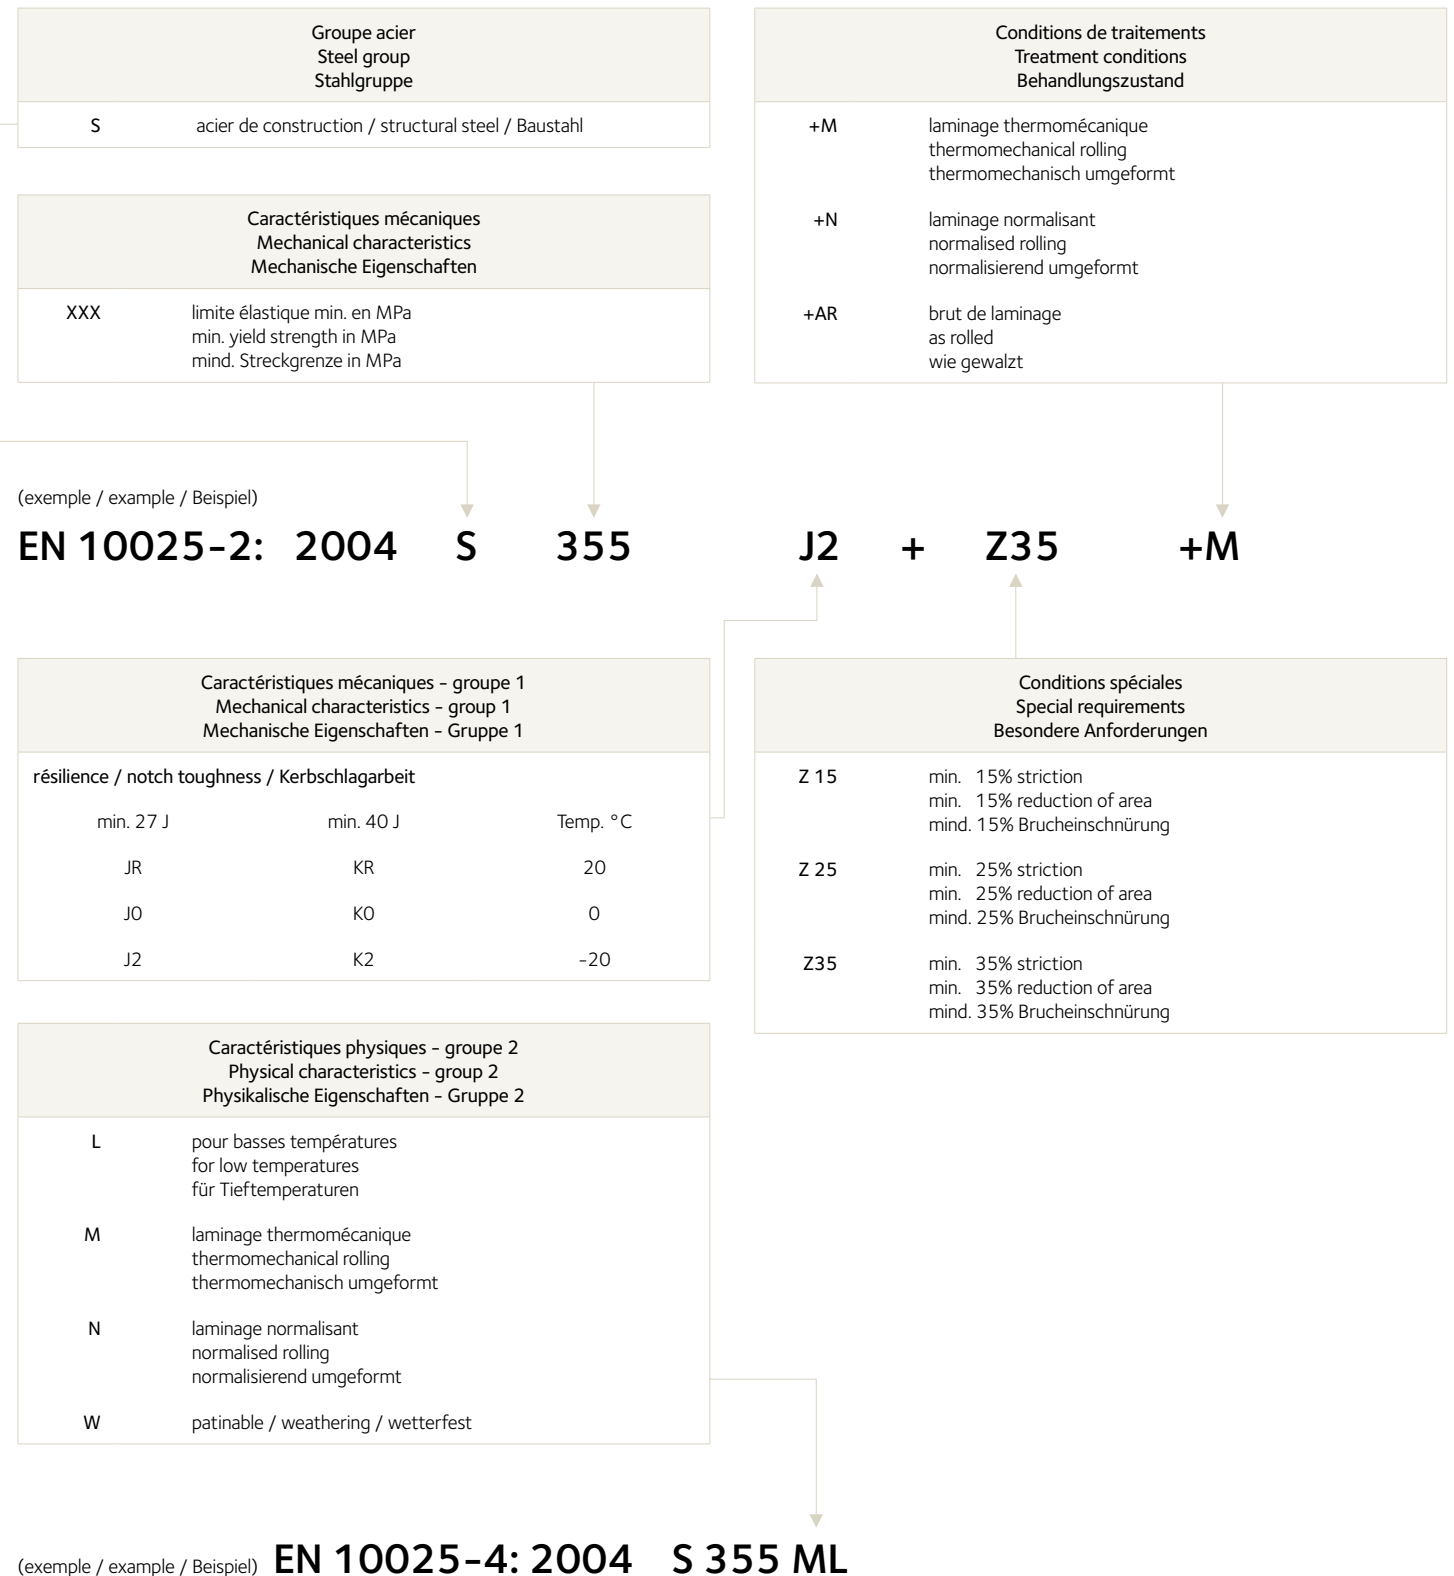 Groupe acier
Steel group
Stahlgruppe
S acier de construction / structural steel / Baustahl
Caractéristiques mécaniques
Mechanical characteristics
Mechanische Eigenschaften
XXX limite élastique min. en MPa
min. yield strength in MPa
mind. Streckgrenze in MPa
Conditions de traitements
Treatment conditions
Behandlungszustand
+M laminage thermomécanique
thermomechanical rolling
thermomechanisch umgeformt
+N laminage normalisant
normalised rolling
normalisierend umgeformt
+AR brut de laminage
as rolled
wie gewalzt
(exemple / example / Beispiel)
EN 10025-2: 2004 S 355 J2 + Z35 +M
Caractéristiques mécaniques - groupe 1
Mechanical characteristics - group 1
Mechanische Eigenschaften - Gruppe 1
résilience / notch toughness / Kerbschlagarbeit
min. 27 J min. 40 J Temp. °C
JR KR 20
J0 K0 0
J2 K2 -20
Conditions spéciales
Special requirements
Besondere Anforderungen
Z 15 min. 15% striction
min. 15% reduction of area
mind. 15% Brucheinschnürung
Z 25 min. 25% striction
min. 25% reduction of area
mind. 25% Brucheinschnürung
Z35 min. 35% striction
min. 35% reduction of area
mind. 35% Brucheinschnürung
Caractéristiques physiques - groupe 2
Physical characteristics - group 2
Physikalische Eigenschaften - Gruppe 2
L pour basses températures
for low temperatures
für Tieftemperaturen
M laminage thermomécanique
thermomechanical rolling
thermomechanisch umgeformt
N laminage normalisant
normalised rolling
normalisierend umgeformt
W patinable / weathering / wetterfest
(exemple / example / Beispiel) EN 10025-4: 2004 S 355 ML